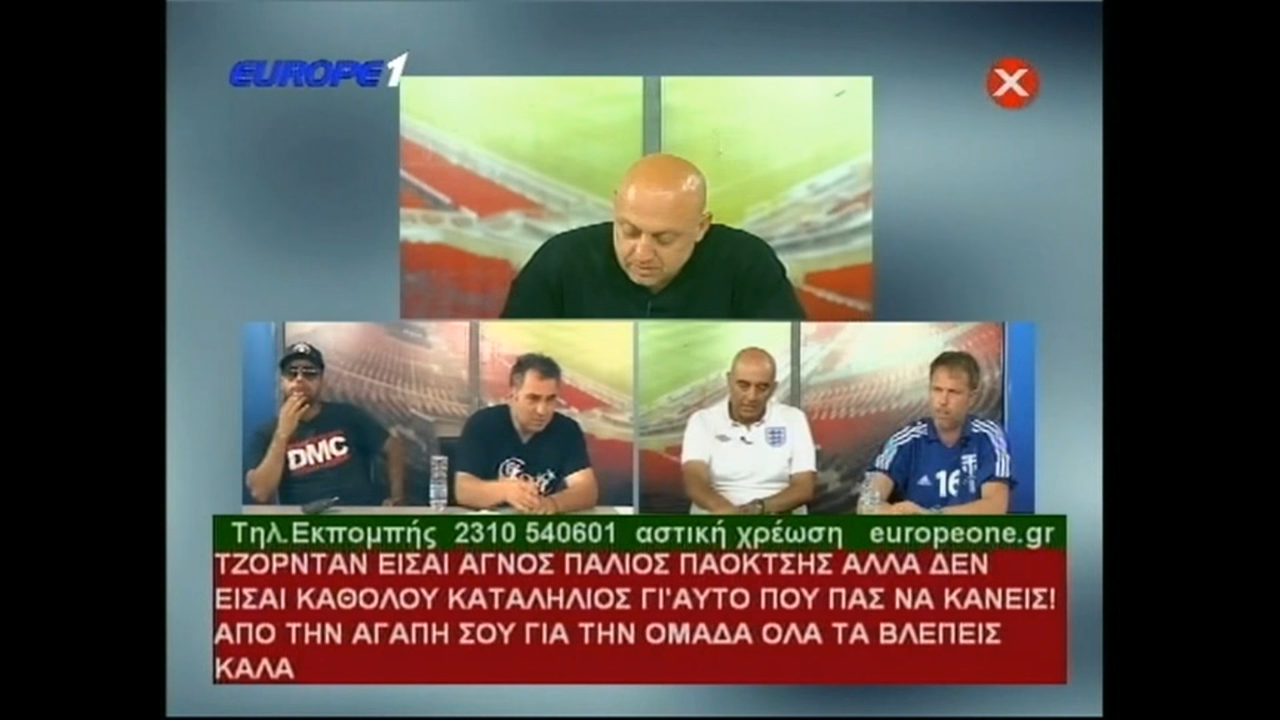 EUROPE1
X
DMC
16
Τηλ.Εκπομπής 2310 540601 αστική χρέωση europeone.gr
ΤΖΟΡΝΤΑΝ ΕΙΣΑΙ ΑΓΝΟΣ ΠΑΛΙΟΣ ΠΑΟΚΤΣΗΣ ΑΛΛΑ ΔΕΝ
ΕΙΣΑΙ ΚΑΘΟΛΟΥ ΚΑΤΑΛΗΛΙΟΣ ΓΙ'ΑΥΤΟ ΠΟΥ ΠΑΣ ΝΑ ΚΑΝΕΙΣ!
ΑΠΟ ΤΗΝ ΑΓΑΠΗ ΣΟΥ ΓΙΑ ΤΗΝ ΟΜΑΔΑ ΟΛΑ ΤΑ ΒΛΕΠΕΙΣ
ΚΑΛΑ